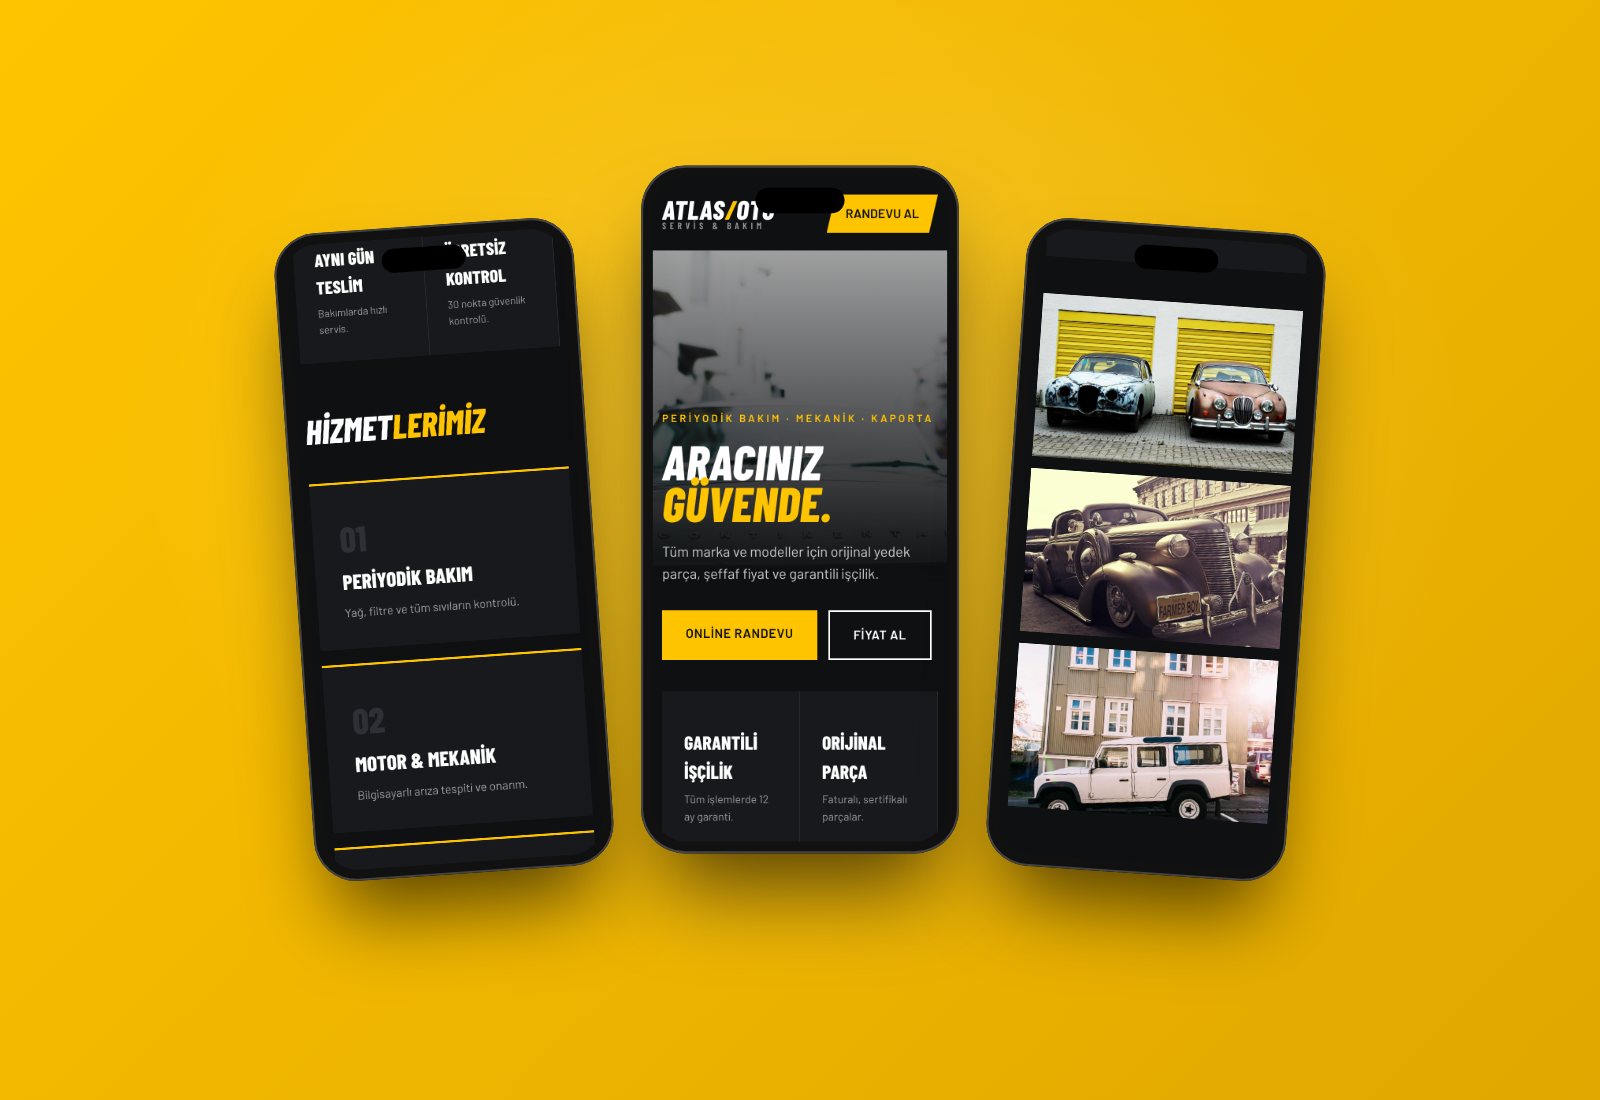 AYNI GÜN
TESLİM
Bakımlarda hızlı
servis.
KONTROL
30 nokta güvenlik
kontrolü.
HİZMETLERİMİZ
01
PERİYODİK BAKIM
Yağ, filtre ve tüm sıvıların kontrolü.
02
MOTOR & MEKANİK
Bilgisayarlı arıza tespiti ve onarım.
ATLAS/OTO
SERVİS & BAKIM
RANDEVU AL
PERİYODİK BAKIM · MEKANİK · KAPORTA
ARACINIZ
GÜVENDE.
Tüm marka ve modeller için orijinal yedek
parça, şeffaf fiyat ve garantili işçilik.
ONLİNE RANDEVU
FİYAT AL
GARANTİLİ
İŞÇİLİK
Tüm işlemlerde 12
ay garanti.
ORİJİNAL
PARÇA
Faturalı, sertifikalı
parçalar.
FARMER BOY